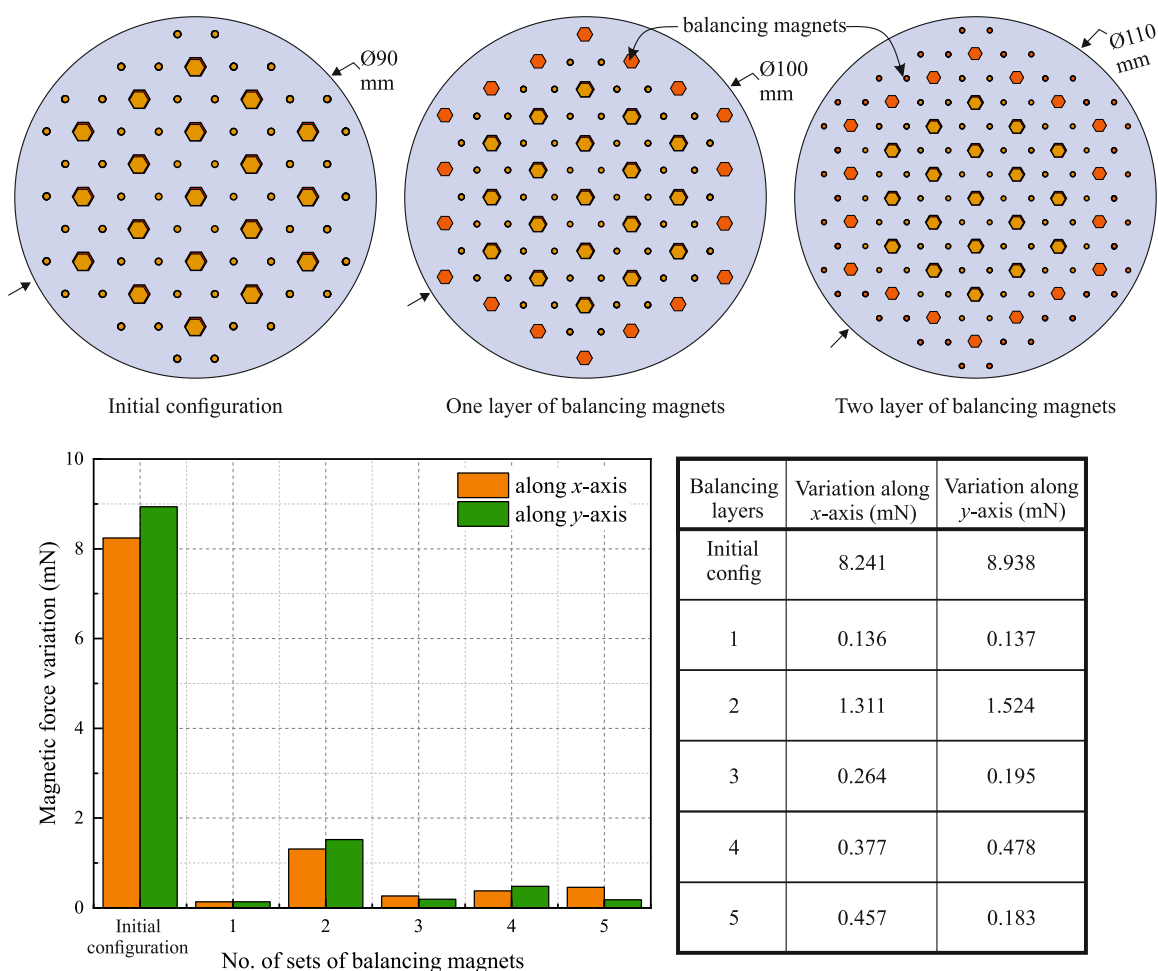 Ø90
mm
balancing magnets
Ø100
mm
Ø110
mm
Initial configuration
One layer of balancing magnets
Two layer of balancing magnets
10
8
6
4
2
0
Magnetic force variation (mN)
along x-axis
along y-axis
Initial
configuration
1
2
3
4
5
No. of sets of balancing magnets
Balancing
layers
Variation along
x-axis (mN)
Variation along
y-axis (mN)
Initial
config
8.241
8.938
1
0.136
0.137
2
1.311
1.524
3
0.264
0.195
4
0.377
0.478
5
0.457
0.183